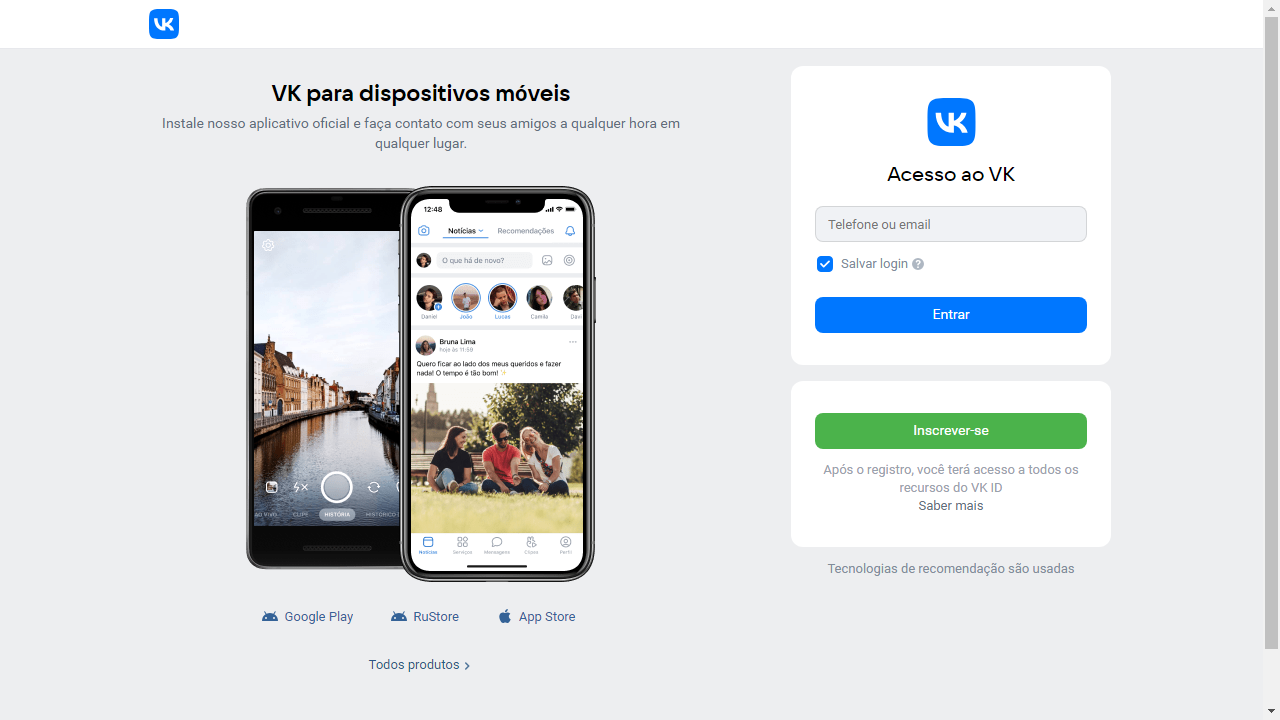 VK para dispositivos móveis
Instale nosso aplicativo oficial e faça contato com seus amigos a qualquer hora em
qualquer lugar.
12:48
Notícias
Recomendações
O que há de novo?
Daniel
João
Lucas
Camila
Davi
Bruna Lima
hoje às 11:59
Quero ficar ao lado dos meus queridos e fazer
nada! O tempo é tão bom! ✨
AO VIVO
CLIPE
HISTÓRIA
HISTÓRICO
Notícias
Serviços
Mensagens
Clipes
Perfil
Google Play
RuStore
App Store
Todos produtos
VK
Acesso ao VK
Telefone ou email
Salvar login
Entrar
Inscrever-se
Após o registro, você terá acesso a todos os
recursos do VK ID
Saber mais
Tecnologias de recomendação são usadas